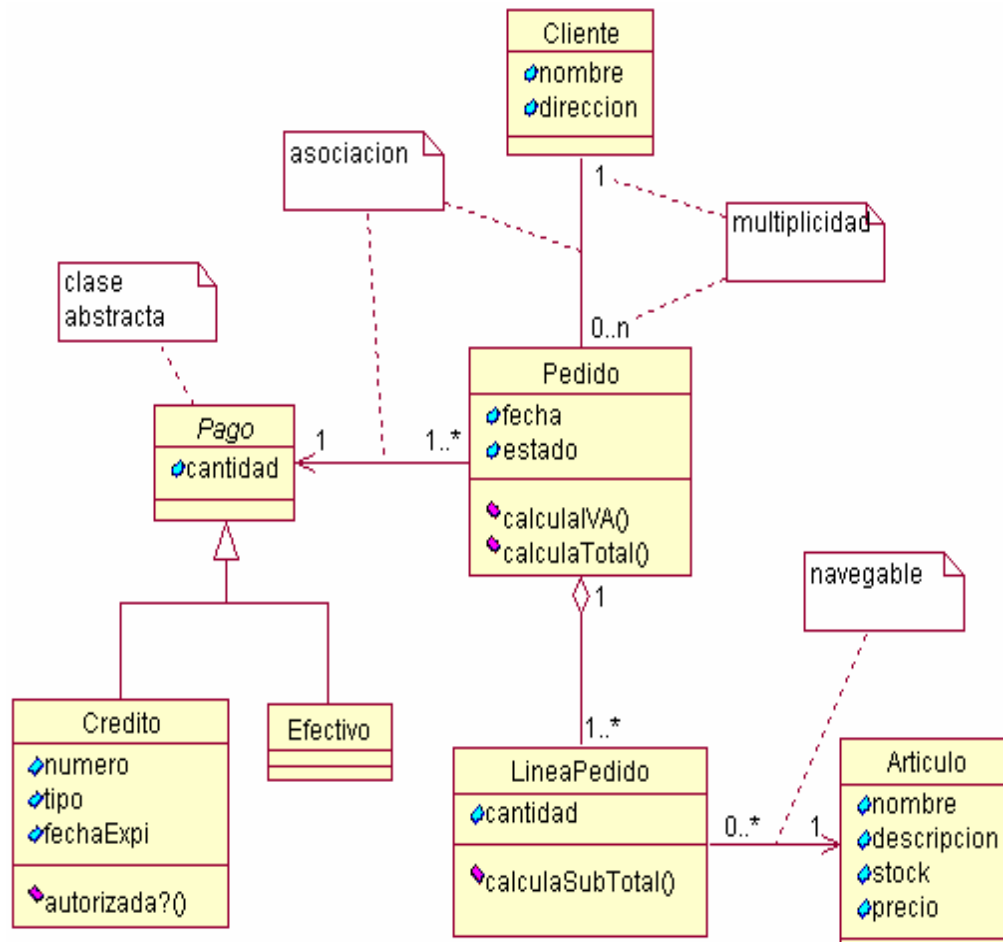 Cliente
nombre
direccion
asociacion
1
multiplicidad
clase
abstracta
0..n
Pedido
fecha
estado
calculaIVA()
calculaTotal()
Pago
cantidad
1
1..*
1
navegable
Credito
numero
tipo
fechaExpi
autorizada?()
Efectivo
1..*
LineaPedido
cantidad
calculaSubTotal()
0..*
1
Articulo
nombre
descripcion
stock
precio